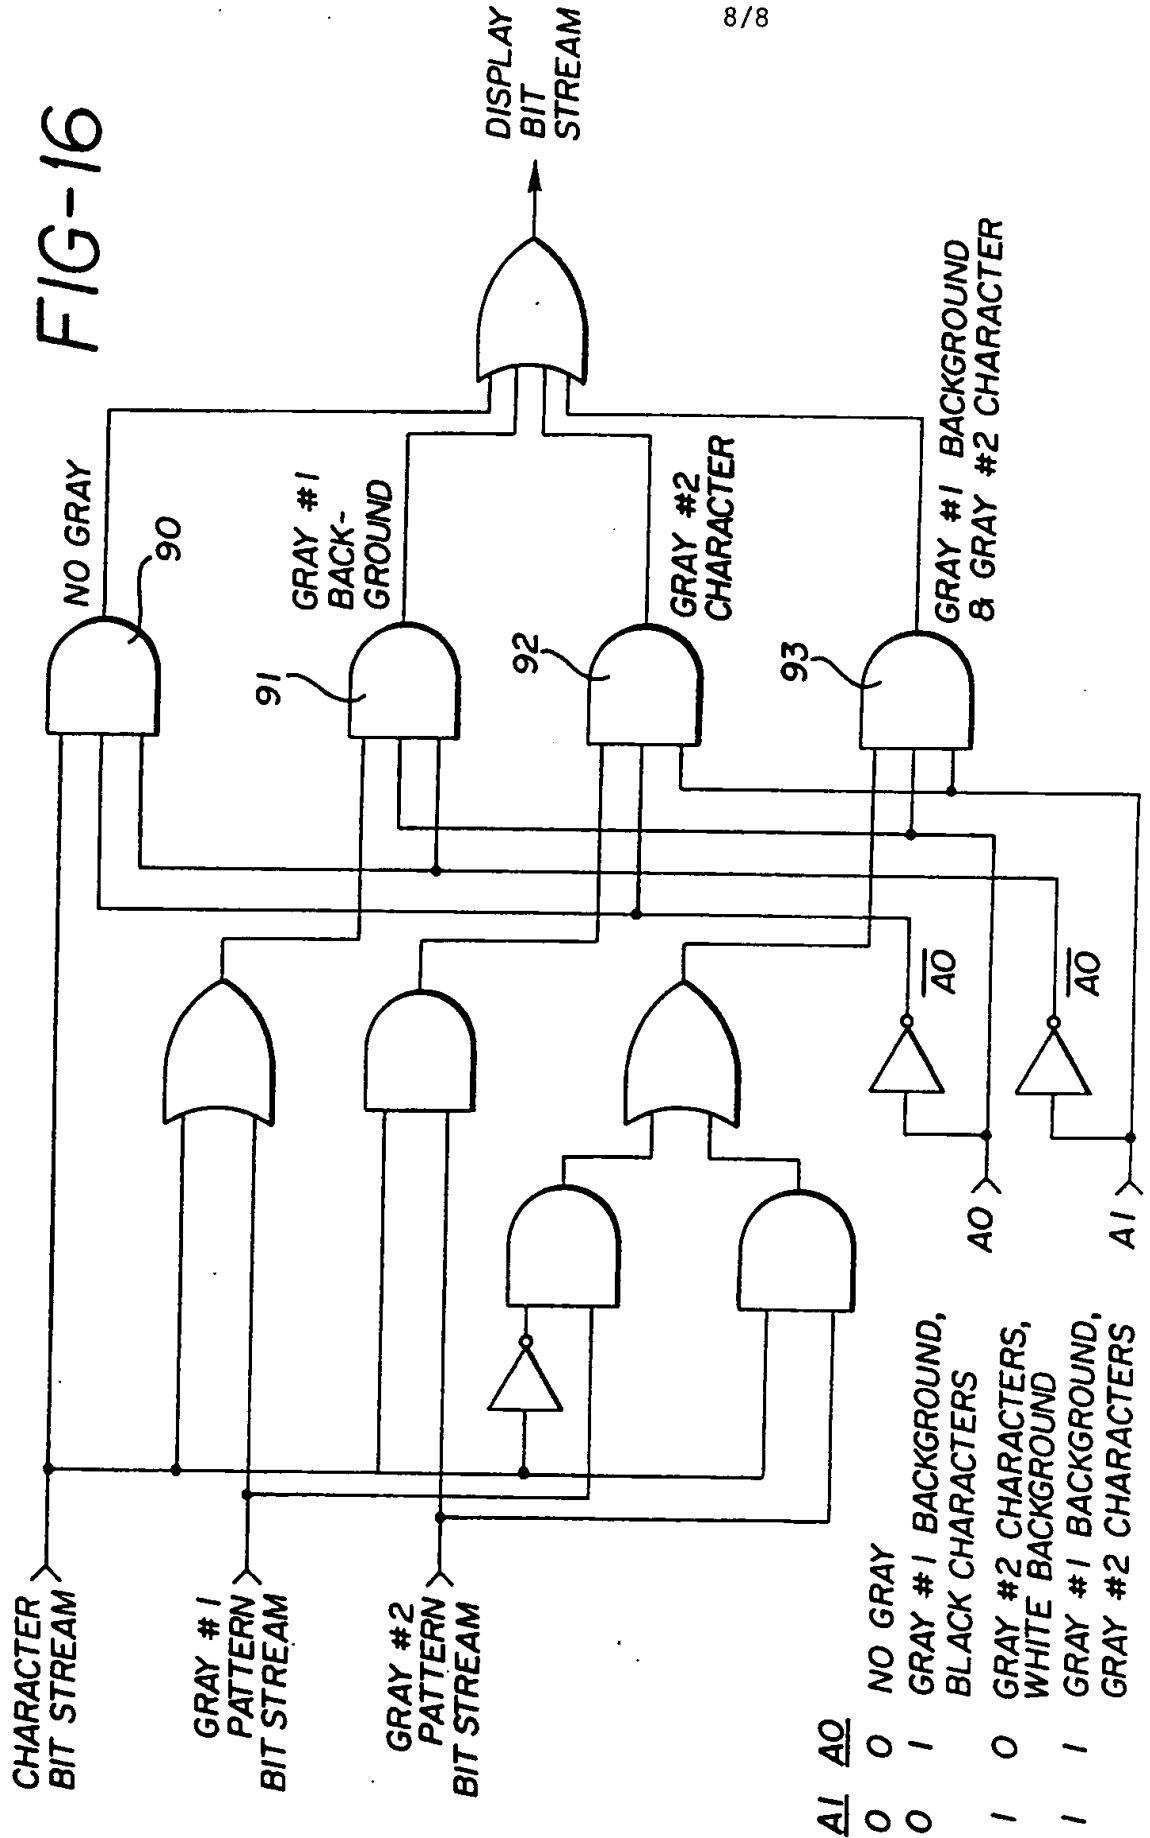 8/8
FIG-16
CHARACTER
BIT STREAM
GRAY #1
PATTERN
BIT STREAM
GRAY #2
PATTERN
BIT STREAM
NO GRAY
90
GRAY #1
BACK-
GROUND
91
GRAY #2
CHARACTER
92
GRAY #1 BACKGROUND
& GRAY #2 CHARACTER
93
DISPLAY
BIT
STREAM
A0
A0
A0
A1
A1 A0
0 0 NO GRAY
0 1 GRAY #1 BACKGROUND,
BLACK CHARACTERS
1 0 GRAY #2 CHARACTERS,
WHITE BACKGROUND
1 1 GRAY #1 BACKGROUND,
GRAY #2 CHARACTERS